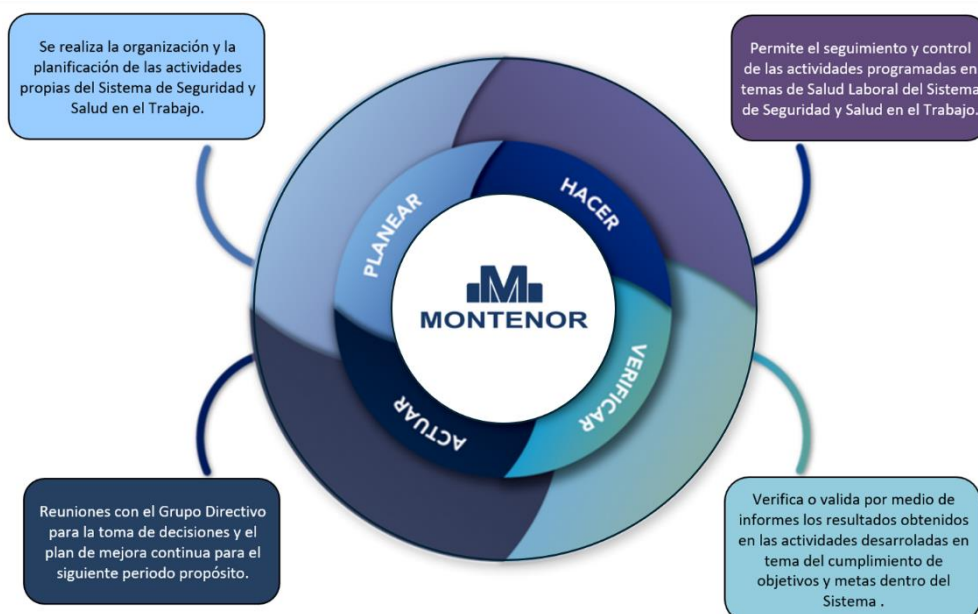 Se realiza la organización y la
planificación de las actividades
propias del Sistema de Seguridad y
Salud en el Trabajo.
Permite el seguimiento y control
de las actividades programadas en
temas de Salud Laboral del Sistema
de Seguridad y Salud en el Trabajo.
PLANEAR
HACER
M
MONTENOR
VERIFICAR
ACTUAR
Reuniones con el Grupo Directivo
para la toma de decisiones y el
plan de mejora continua para el
siguiente periodo propósito.
Verifica o valida por medio de
informes los resultados obtenidos
en las actividades desarroladas en
tema del cumplimiento de
objetivos y metas dentro del
Sistema .